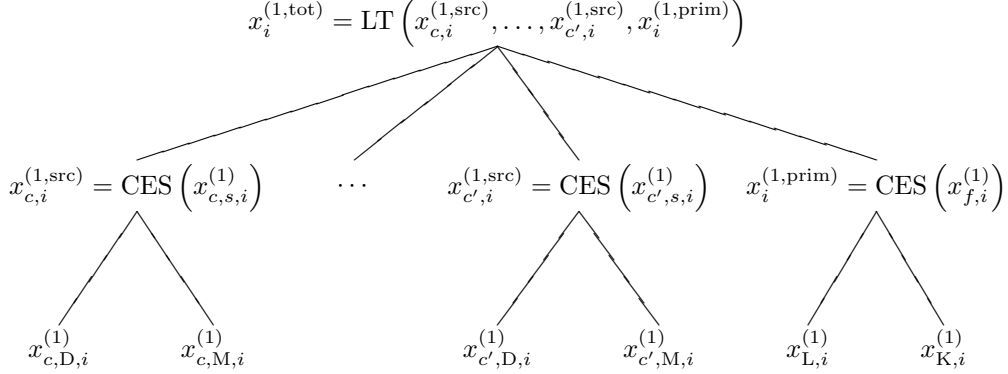 x_i^{(1,tot)} = LT ( x_{c,i}^{(1,src)}, . . . , x_{c′,i}^{(1,src)}, x_i^{(1,prim)} )
x_{c,i}^{(1,src)} = CES ( x_{c,s,i}^{(1)} ) · · · x_{c′,i}^{(1,src)} = CES ( x_{c′,s,i}^{(1)} ) x_i^{(1,prim)} = CES ( x_{f,i}^{(1)} )
x_{c,D,i}^{(1)} x_{c,M,i}^{(1)} x_{c′,D,i}^{(1)} x_{c′,M,i}^{(1)} x_{L,i}^{(1)} x_{K,i}^{(1)}